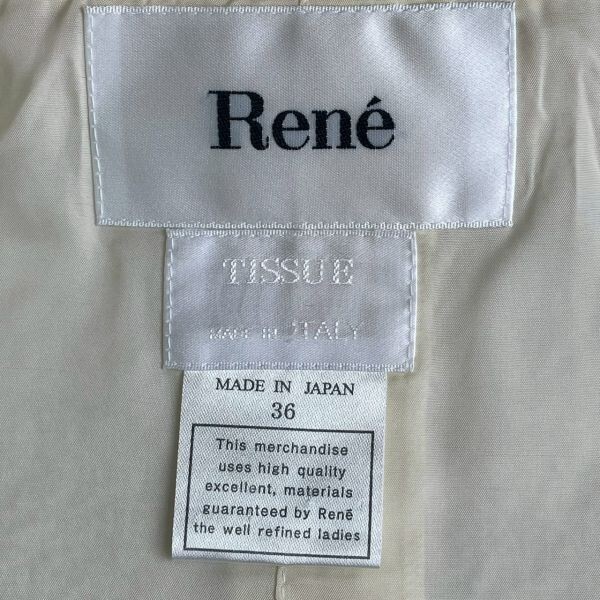 René
TISSUE
MADE IN ITALY
MADE IN JAPAN
36
This merchandise
uses high quality
excellent, materials
guaranteed by René
the well refined ladies